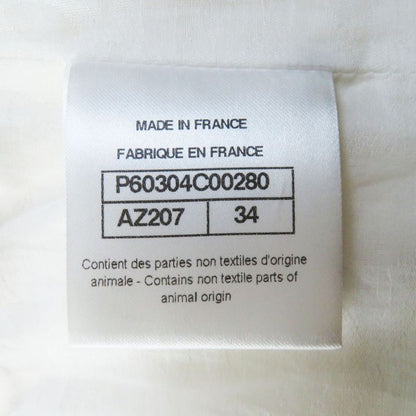 MADE IN FRANCE
FABRIQUE EN FRANCE
P60304C00280
AZ207 34
Contient des parties non textiles d'origine
animale - Contains non textile parts of
animal origin